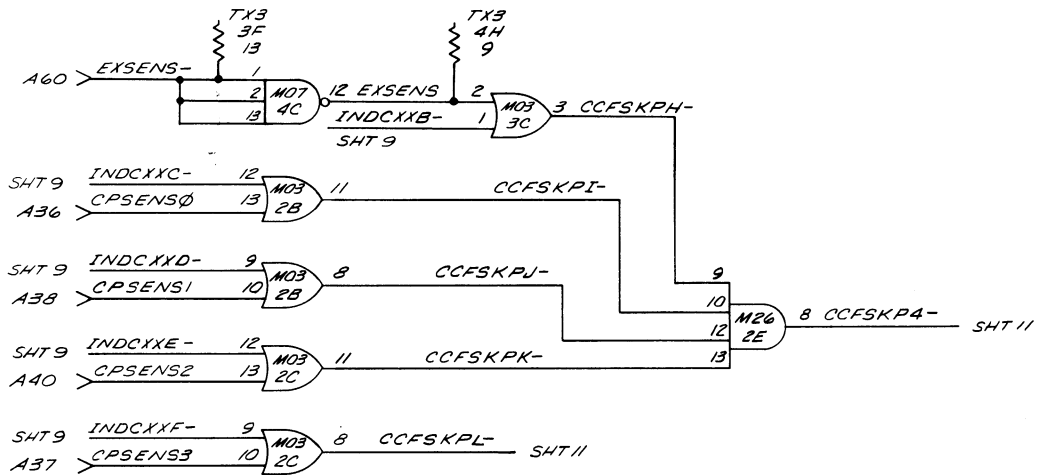 TX3
3F
13
TX3
4H
9
A60 EXSENS- 1
2
13
M07
4C
12 EXSENS 2
INDCXXB- 1
SHT 9
M03
3C
3 CCFSKPH-
SHT 9 INDCXXC- 12
A36 CPSENSØ 13
M03
2B
11 CCFSKPI-
SHT 9 INDCXXD- 9
A38 CPSENS1 10
M03
2B
8 CCFSKPJ-
SHT 9 INDCXXE- 12
A40 CPSENS2 13
M03
2C
11 CCFSKPK-
9
10
12
13
M26
2E
8 CCFSKP4- SHT 11
SHT 9 INDCXXF- 9
A37 CPSENS3 10
M03
2C
8 CCFSKPL- SHT 11